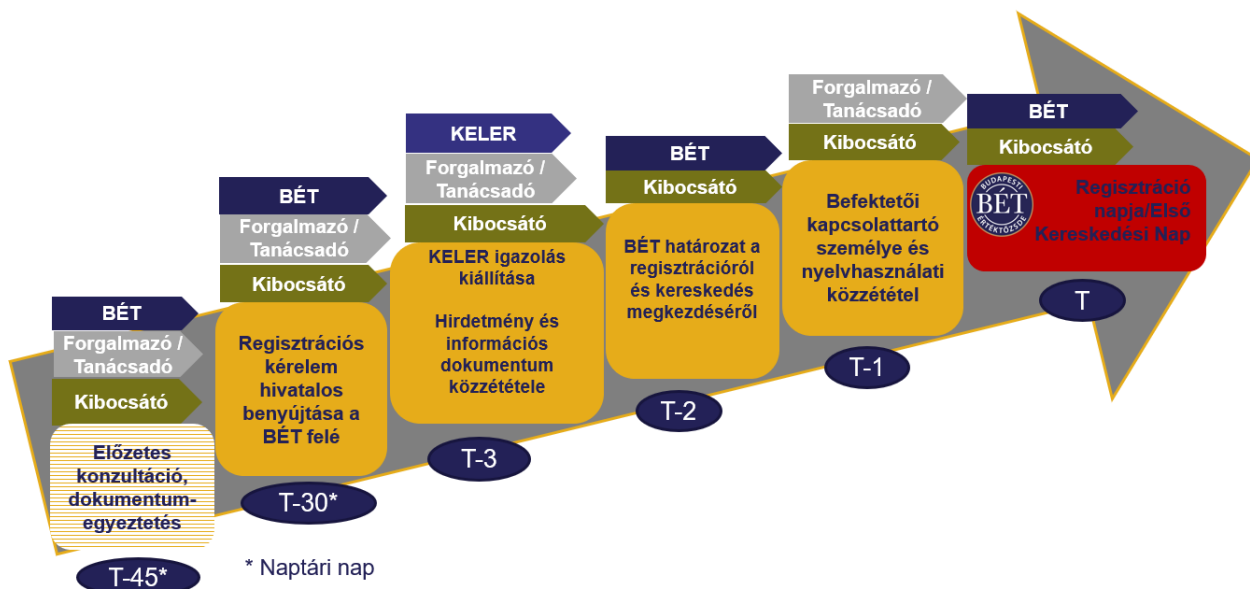 BÉT
Forgalmazó /
Tanácsadó
Kibocsátó
Előzetes
konzultáció,
dokumentum-
egyeztetés
T-45*
BÉT
Forgalmazó /
Tanácsadó
Kibocsátó
Regisztrációs
kérelem
hivatalos
benyújtása a
BÉT felé
T-30*
KELER
Forgalmazó /
Tanácsadó
Kibocsátó
KELER igazolás
kiállítása
Hirdetmény és
információs
dokumentum
közzététele
T-3
BÉT
Kibocsátó
BÉT határozat a
regisztrációról
és kereskedés
megkezdéséről
T-2
Forgalmazó /
Tanácsadó
Kibocsátó
Befektetői
kapcsolattartó
személye és
nyelvhasználati
közzététel
T-1
BÉT
Kibocsátó
BUDAPESTI
BÉT
ÉRTÉKTŐZSDE
Regisztráció
napja/Első
Kereskedési Nap
T
* Naptári nap